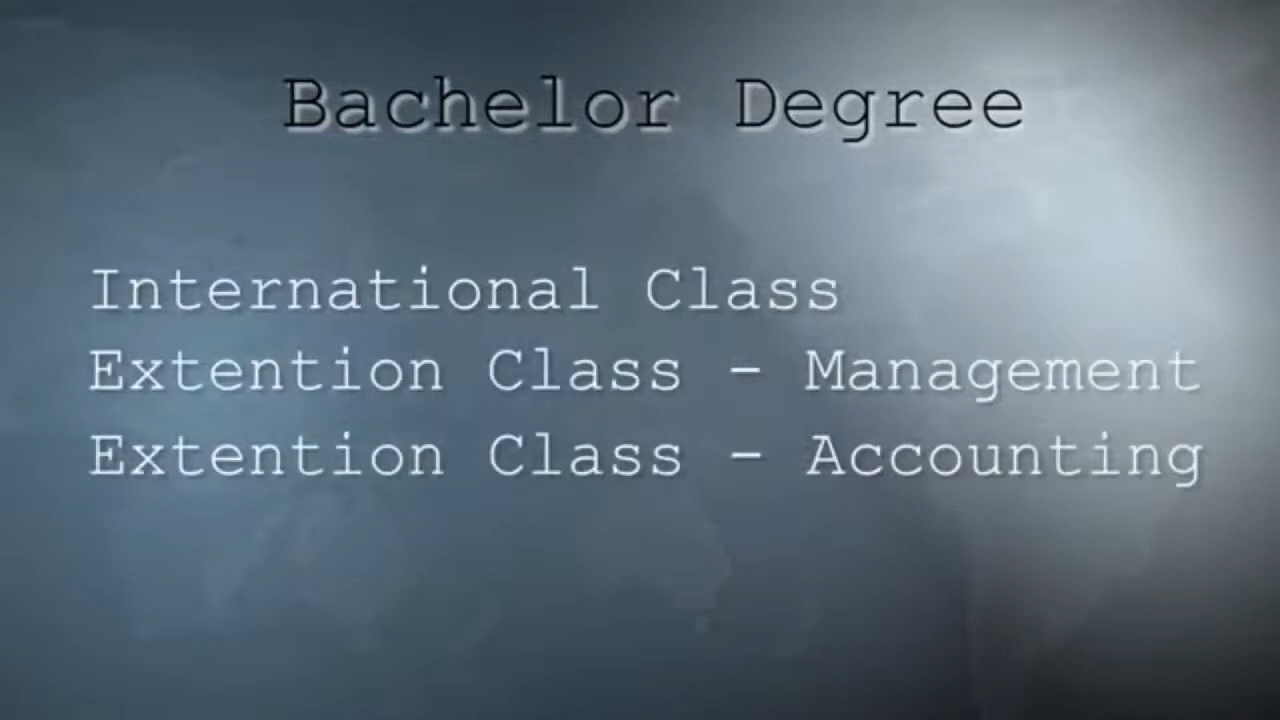 Bachelor Degree
International Class
Extention Class - Management
Extention Class - Accounting